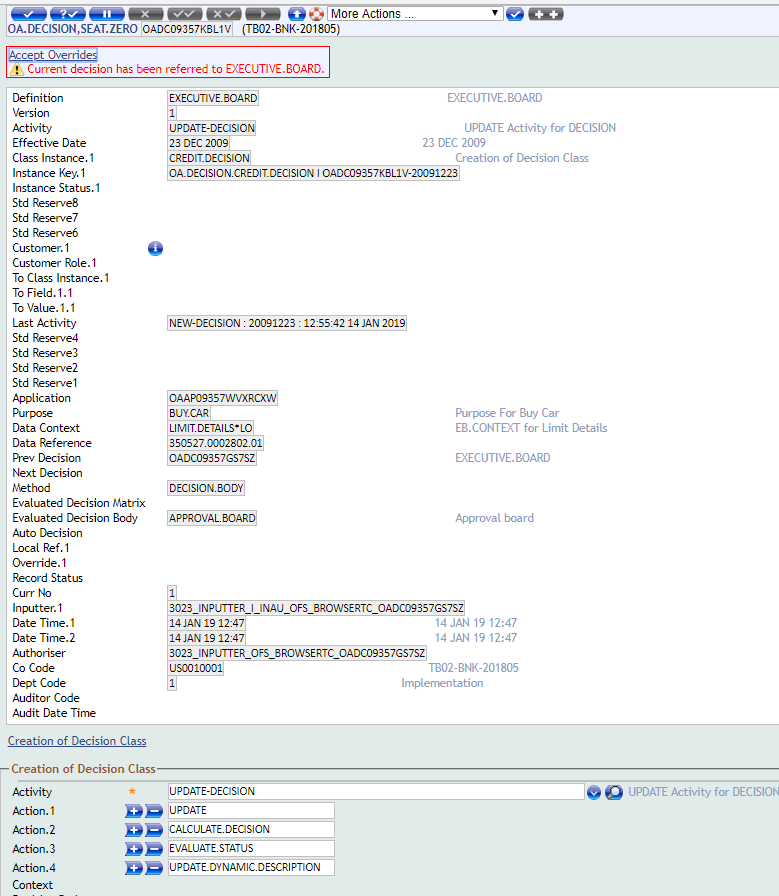 More Actions ...
OA.DECISION,SEAT.ZERO OADC09357KBL1V (TB02-BNK-201805)
Accept Overrides
Current decision has been referred to EXECUTIVE.BOARD.
Definition EXECUTIVE.BOARD EXECUTIVE.BOARD
Version 1
Activity UPDATE-DECISION UPDATE Activity for DECISION
Effective Date 23 DEC 2009 23 DEC 2009
Class Instance.1 CREDIT.DECISION Creation of Decision Class
Instance Key.1 OA.DECISION.CREDIT.DECISION I OADC09357KBL1V-20091223
Instance Status.1
Std Reserve8
Std Reserve7
Std Reserve6
Customer.1
Customer Role.1
To Class Instance.1
To Field.1.1
To Value.1.1
Last Activity NEW-DECISION : 20091223 : 12:55:42 14 JAN 2019
Std Reserve4
Std Reserve3
Std Reserve2
Std Reserve1
Application OAAP09357WVXRCXW
Purpose BUY.CAR Purpose For Buy Car
Data Context LIMIT.DETAILS*LO EB.CONTEXT for Limit Details
Data Reference 350527.0002802.01
Prev Decision OADC09357GS7SZ EXECUTIVE.BOARD
Next Decision
Method DECISION.BODY
Evaluated Decision Matrix
Evaluated Decision Body APPROVAL.BOARD Approval board
Auto Decision
Local Ref.1
Override.1
Record Status
Curr No 1
Inputter.1 3023_INPUTTER_I_INAU_OFS_BROWSERTC_OADC09357GS7SZ
Date Time.1 14 JAN 19 12:47 14 JAN 19 12:47
Date Time.2 14 JAN 19 12:47 14 JAN 19 12:47
Authoriser 3023_INPUTTER_OFS_BROWSERTC_OADC09357GS7SZ
Co Code US0010001 TB02-BNK-201805
Dept Code 1 Implementation
Auditor Code
Audit Date Time
Creation of Decision Class
Creation of Decision Class
Activity * UPDATE-DECISION UPDATE Activity for DECISION
Action.1 UPDATE
Action.2 CALCULATE.DECISION
Action.3 EVALUATE.STATUS
Action.4 UPDATE.DYNAMIC.DESCRIPTION
Context